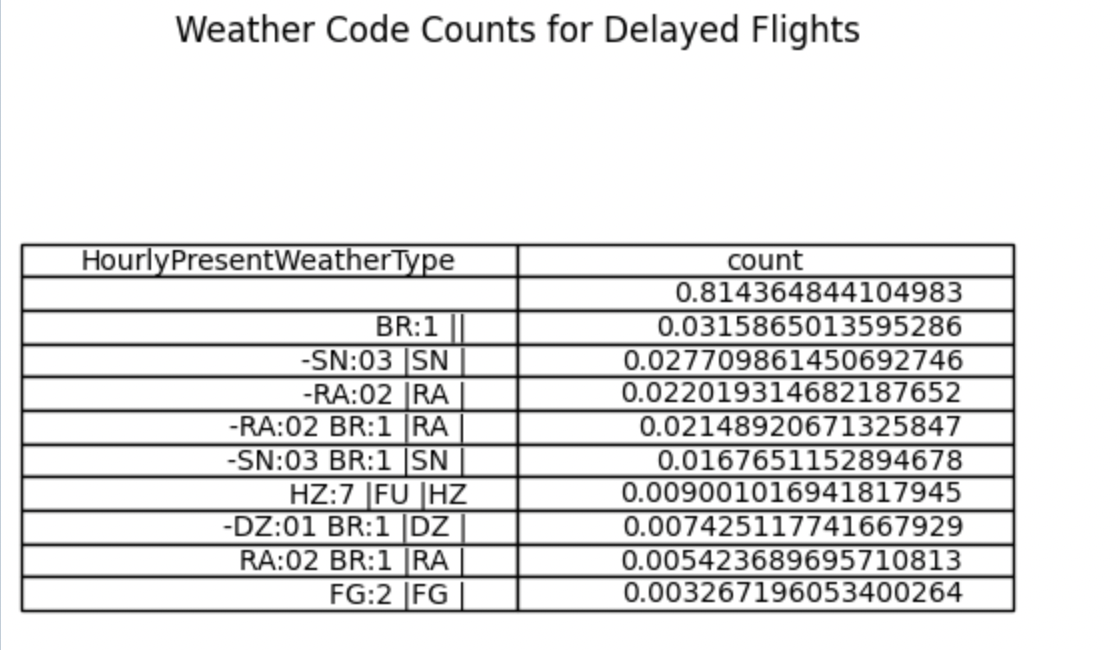 Weather Code Counts for Delayed Flights
HourlyPresentWeatherType count
0.814364844104983
BR:1 || 0.0315865013595286
-SN:03 |SN | 0.027709861450692746
-RA:02 |RA | 0.022019314682187652
-RA:02 BR:1 |RA | 0.02148920671325847
-SN:03 BR:1 |SN | 0.0167651152894678
HZ:7 |FU |HZ 0.009001016941817945
-DZ:01 BR:1 |DZ | 0.007425117741667929
RA:02 BR:1 |RA | 0.005423689695710813
FG:2 |FG | 0.003267196053400264